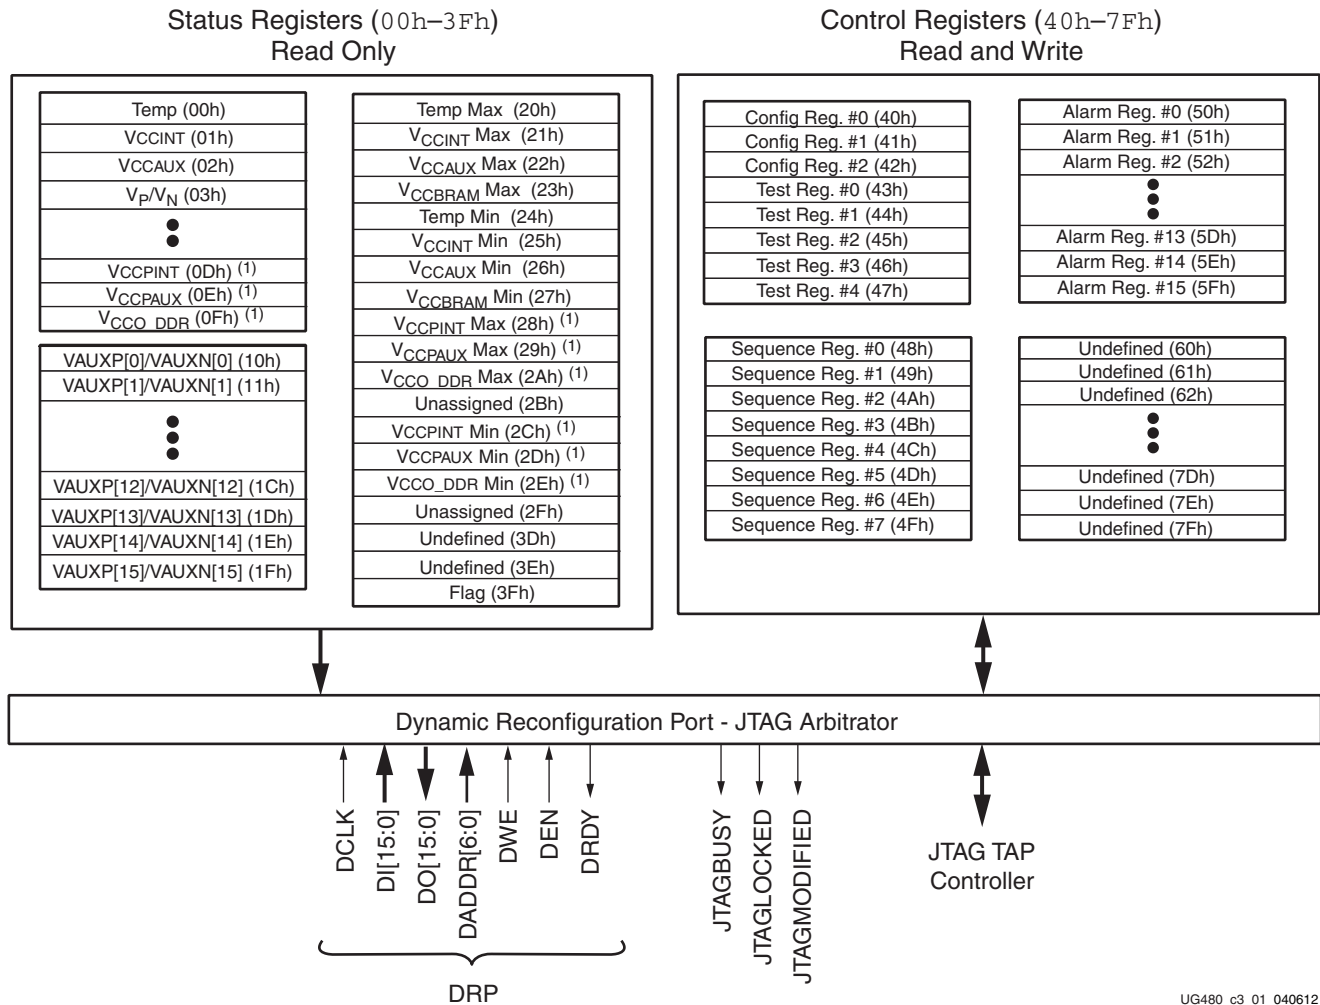 Status Registers (00h–3Fh)
Read Only
Temp (00h)
VCCINT (01h)
VCCAUX (02h)
VP/VN (03h)
VCCPINT (0Dh) (1)
VCCPAUX (0Eh) (1)
VCCO_DDR (0Fh) (1)
VAUXP[0]/VAUXN[0] (10h)
VAUXP[1]/VAUXN[1] (11h)
VAUXP[12]/VAUXN[12] (1Ch)
VAUXP[13]/VAUXN[13] (1Dh)
VAUXP[14]/VAUXN[14] (1Eh)
VAUXP[15]/VAUXN[15] (1Fh)
Temp Max (20h)
VCCINT Max (21h)
VCCAUX Max (22h)
VCCBRAM Max (23h)
Temp Min (24h)
VCCINT Min (25h)
VCCAUX Min (26h)
VCCBRAM Min (27h)
VCCPINT Max (28h) (1)
VCCPAUX Max (29h) (1)
VCCO_DDR Max (2Ah) (1)
Unassigned (2Bh)
VCCPINT Min (2Ch) (1)
VCCPAUX Min (2Dh) (1)
VCCO_DDR Min (2Eh) (1)
Unassigned (2Fh)
Undefined (3Dh)
Undefined (3Eh)
Flag (3Fh)
Control Registers (40h–7Fh)
Read and Write
Config Reg. #0 (40h)
Config Reg. #1 (41h)
Config Reg. #2 (42h)
Test Reg. #0 (43h)
Test Reg. #1 (44h)
Test Reg. #2 (45h)
Test Reg. #3 (46h)
Test Reg. #4 (47h)
Sequence Reg. #0 (48h)
Sequence Reg. #1 (49h)
Sequence Reg. #2 (4Ah)
Sequence Reg. #3 (4Bh)
Sequence Reg. #4 (4Ch)
Sequence Reg. #5 (4Dh)
Sequence Reg. #6 (4Eh)
Sequence Reg. #7 (4Fh)
Alarm Reg. #0 (50h)
Alarm Reg. #1 (51h)
Alarm Reg. #2 (52h)
Alarm Reg. #13 (5Dh)
Alarm Reg. #14 (5Eh)
Alarm Reg. #15 (5Fh)
Undefined (60h)
Undefined (61h)
Undefined (62h)
Undefined (7Dh)
Undefined (7Eh)
Undefined (7Fh)
Dynamic Reconfiguration Port - JTAG Arbitrator
DCLK
DI[15:0]
DO[15:0]
DADDR[6:0]
DWE
DEN
DRDY
JTAGBUSY
JTAGLOCKED
JTAGMODIFIED
JTAG TAP
Controller
DRP
UG480_c3_01_040612